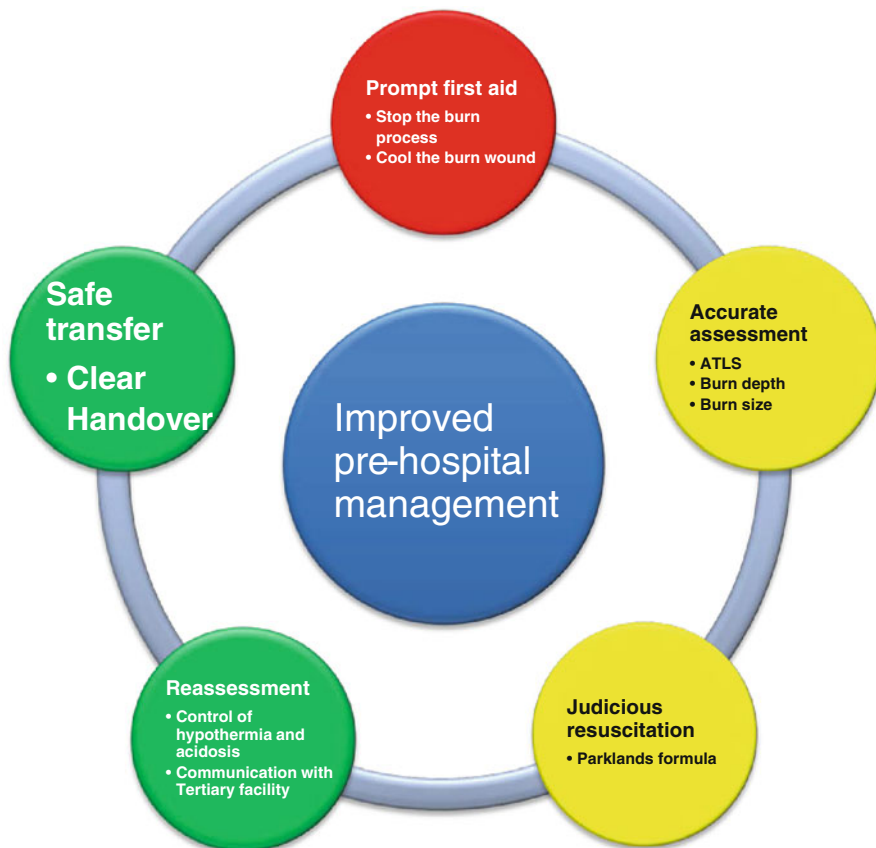 Prompt first aid
• Stop the burn
process
• Cool the burn wound
Accurate
assessment
• ATLS
• Burn depth
• Burn size
Judicious
resuscitation
• Parklands formula
Reassessment
• Control of
hypothermia and
acidosis
• Communication with
Tertiary facility
Safe
transfer
• Clear
Handover
Improved
pre-hospital
management